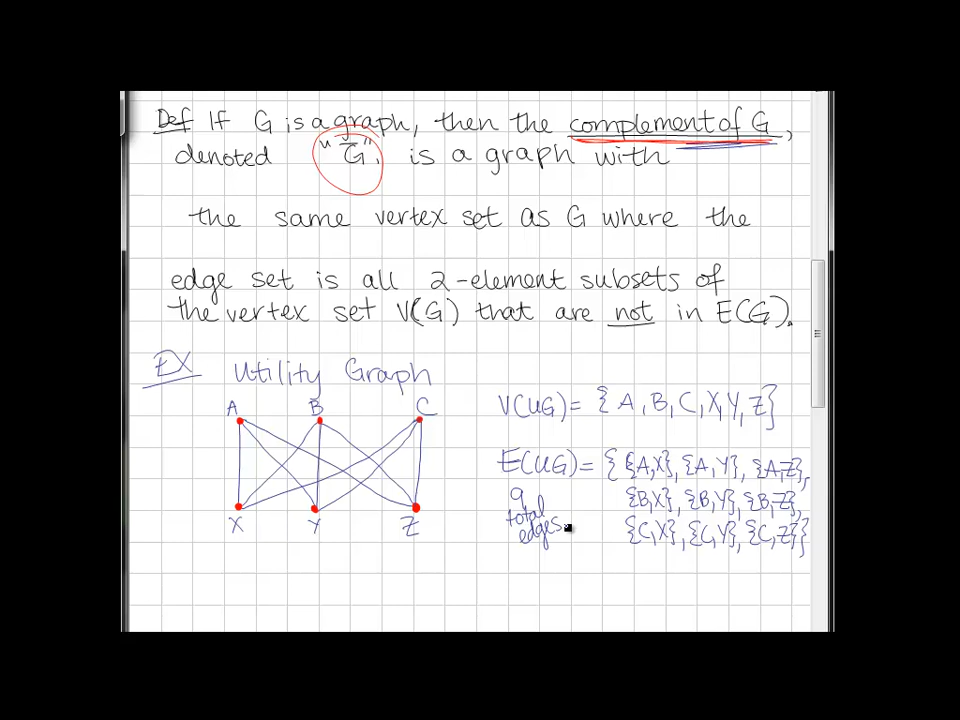 Def If G is a graph, then the complement of G,
denoted "G̅", is a graph with
the same vertex set as G where the
edge set is all 2-element subsets of
the vertex set V(G) that are not in E(G).
EX Utility Graph
A B C
X Y Z
V(UG) = {A, B, C, X, Y, Z}
E(UG) = { {A,X}, {A,Y}, {A,Z},
{B,X}, {B,Y}, {B,Z},
{C,X}, {C,Y}, {C,Z}}
9
total
edges